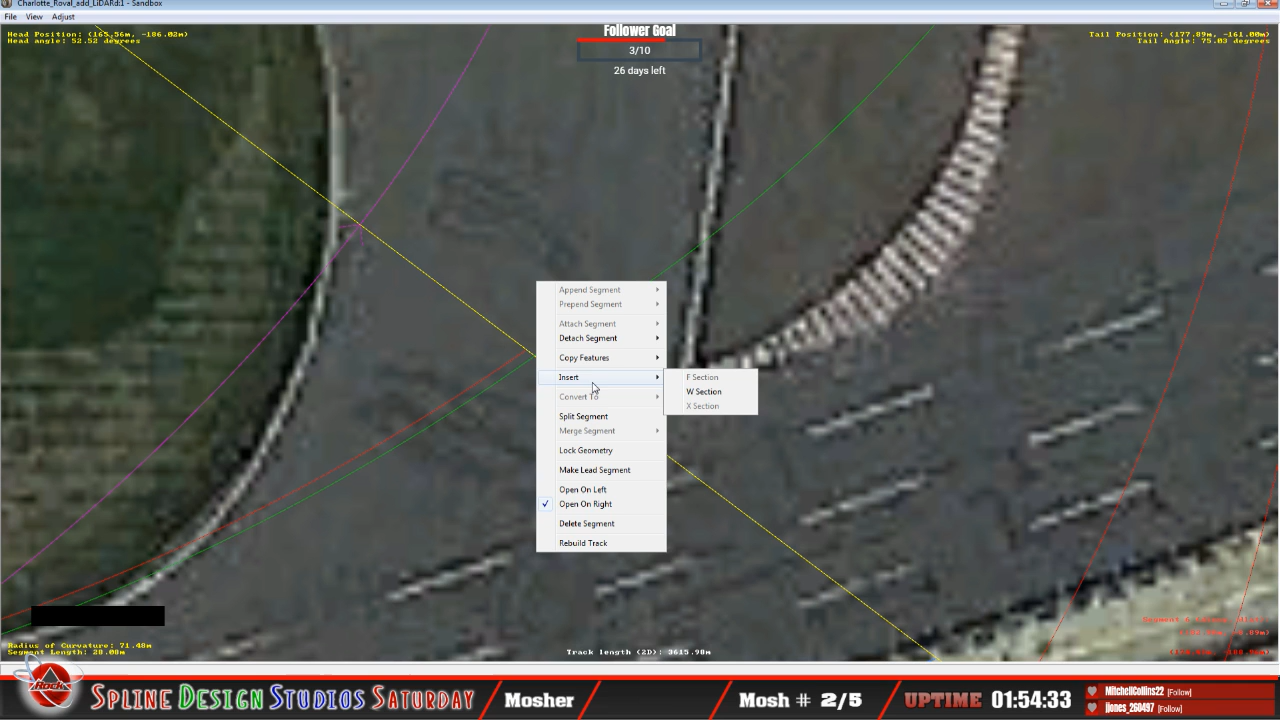 Charlotte_Roval_add_LiDARd:1 - Sandbox
File View Adjust
Head Position: (165.56m, -186.02m)
Head angle: 52.52 degrees
Follower Goal
3/10
26 days left
Tail Position: (177.89m, -161.00m)
Tail Angle: 75.03 degrees
Append Segment
Prepend Segment
Attach Segment
Detach Segment
Copy Features
Insert
Convert To
Split Segment
Merge Segment
Lock Geometry
Make Lead Segment
Open On Left
Open On Right
Delete Segment
Rebuild Track
F Section
W Section
X Section
Radius of Curvature: 71.48m
Segment Length: 28.08m
Track length (2D): 3615.98m
Spline Design Studios Saturday
Mosher
Mosh # 2/5
UPTIME 01:54:33
MitchellCollins22 [Follow]
ljones_260497 [Follow]